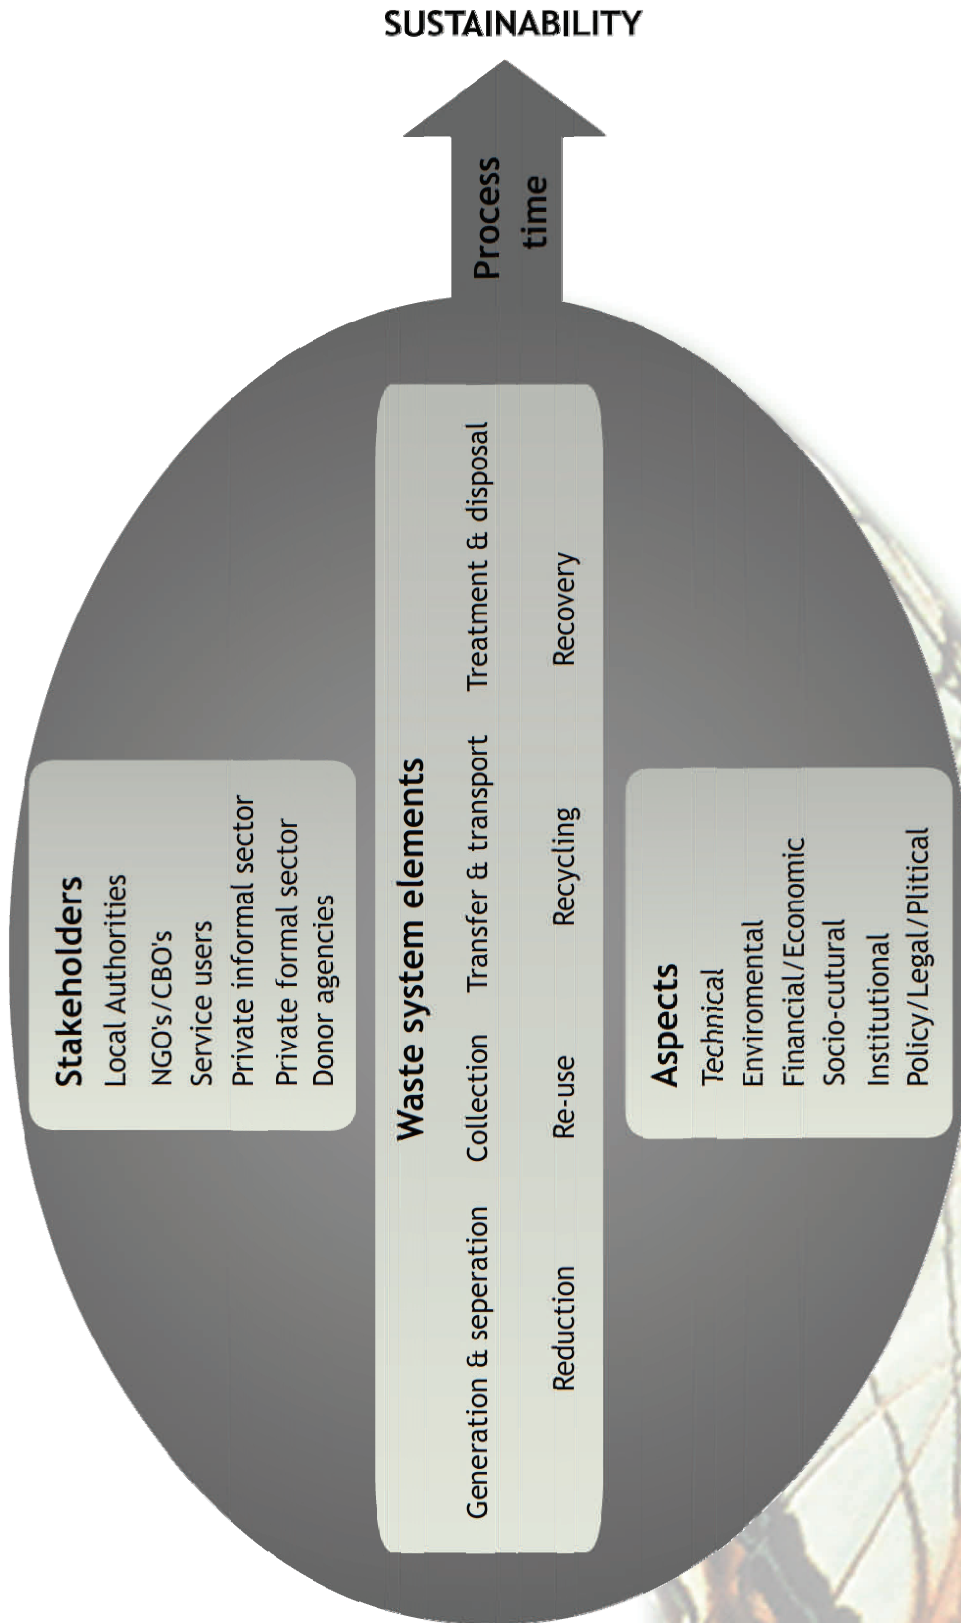 SUSTAINABILITY
Process
time
Stakeholders
Local Authorities
NGO's/CBO's
Service users
Private informal sector
Private formal sector
Donor agencies
Waste system elements
Generation & seperation Collection Transfer & transport Treatment & disposal
Reduction Re-use Recycling Recovery
Aspects
Technical
Enviromental
Financial/Economic
Socio-cutural
Institutional
Policy/Legal/Plitical